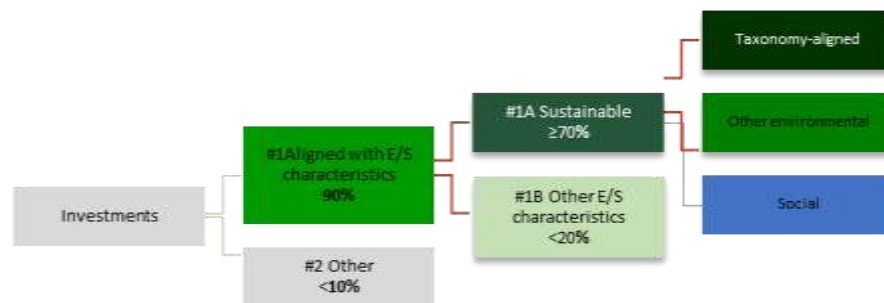 Taxonomy-aligned
#1A Sustainable
≥70%
Other environmental
#1Aligned with E/S
characteristics
90%
#1B Other E/S
characteristics
<20%
Social
Investments
#2 Other
<10%